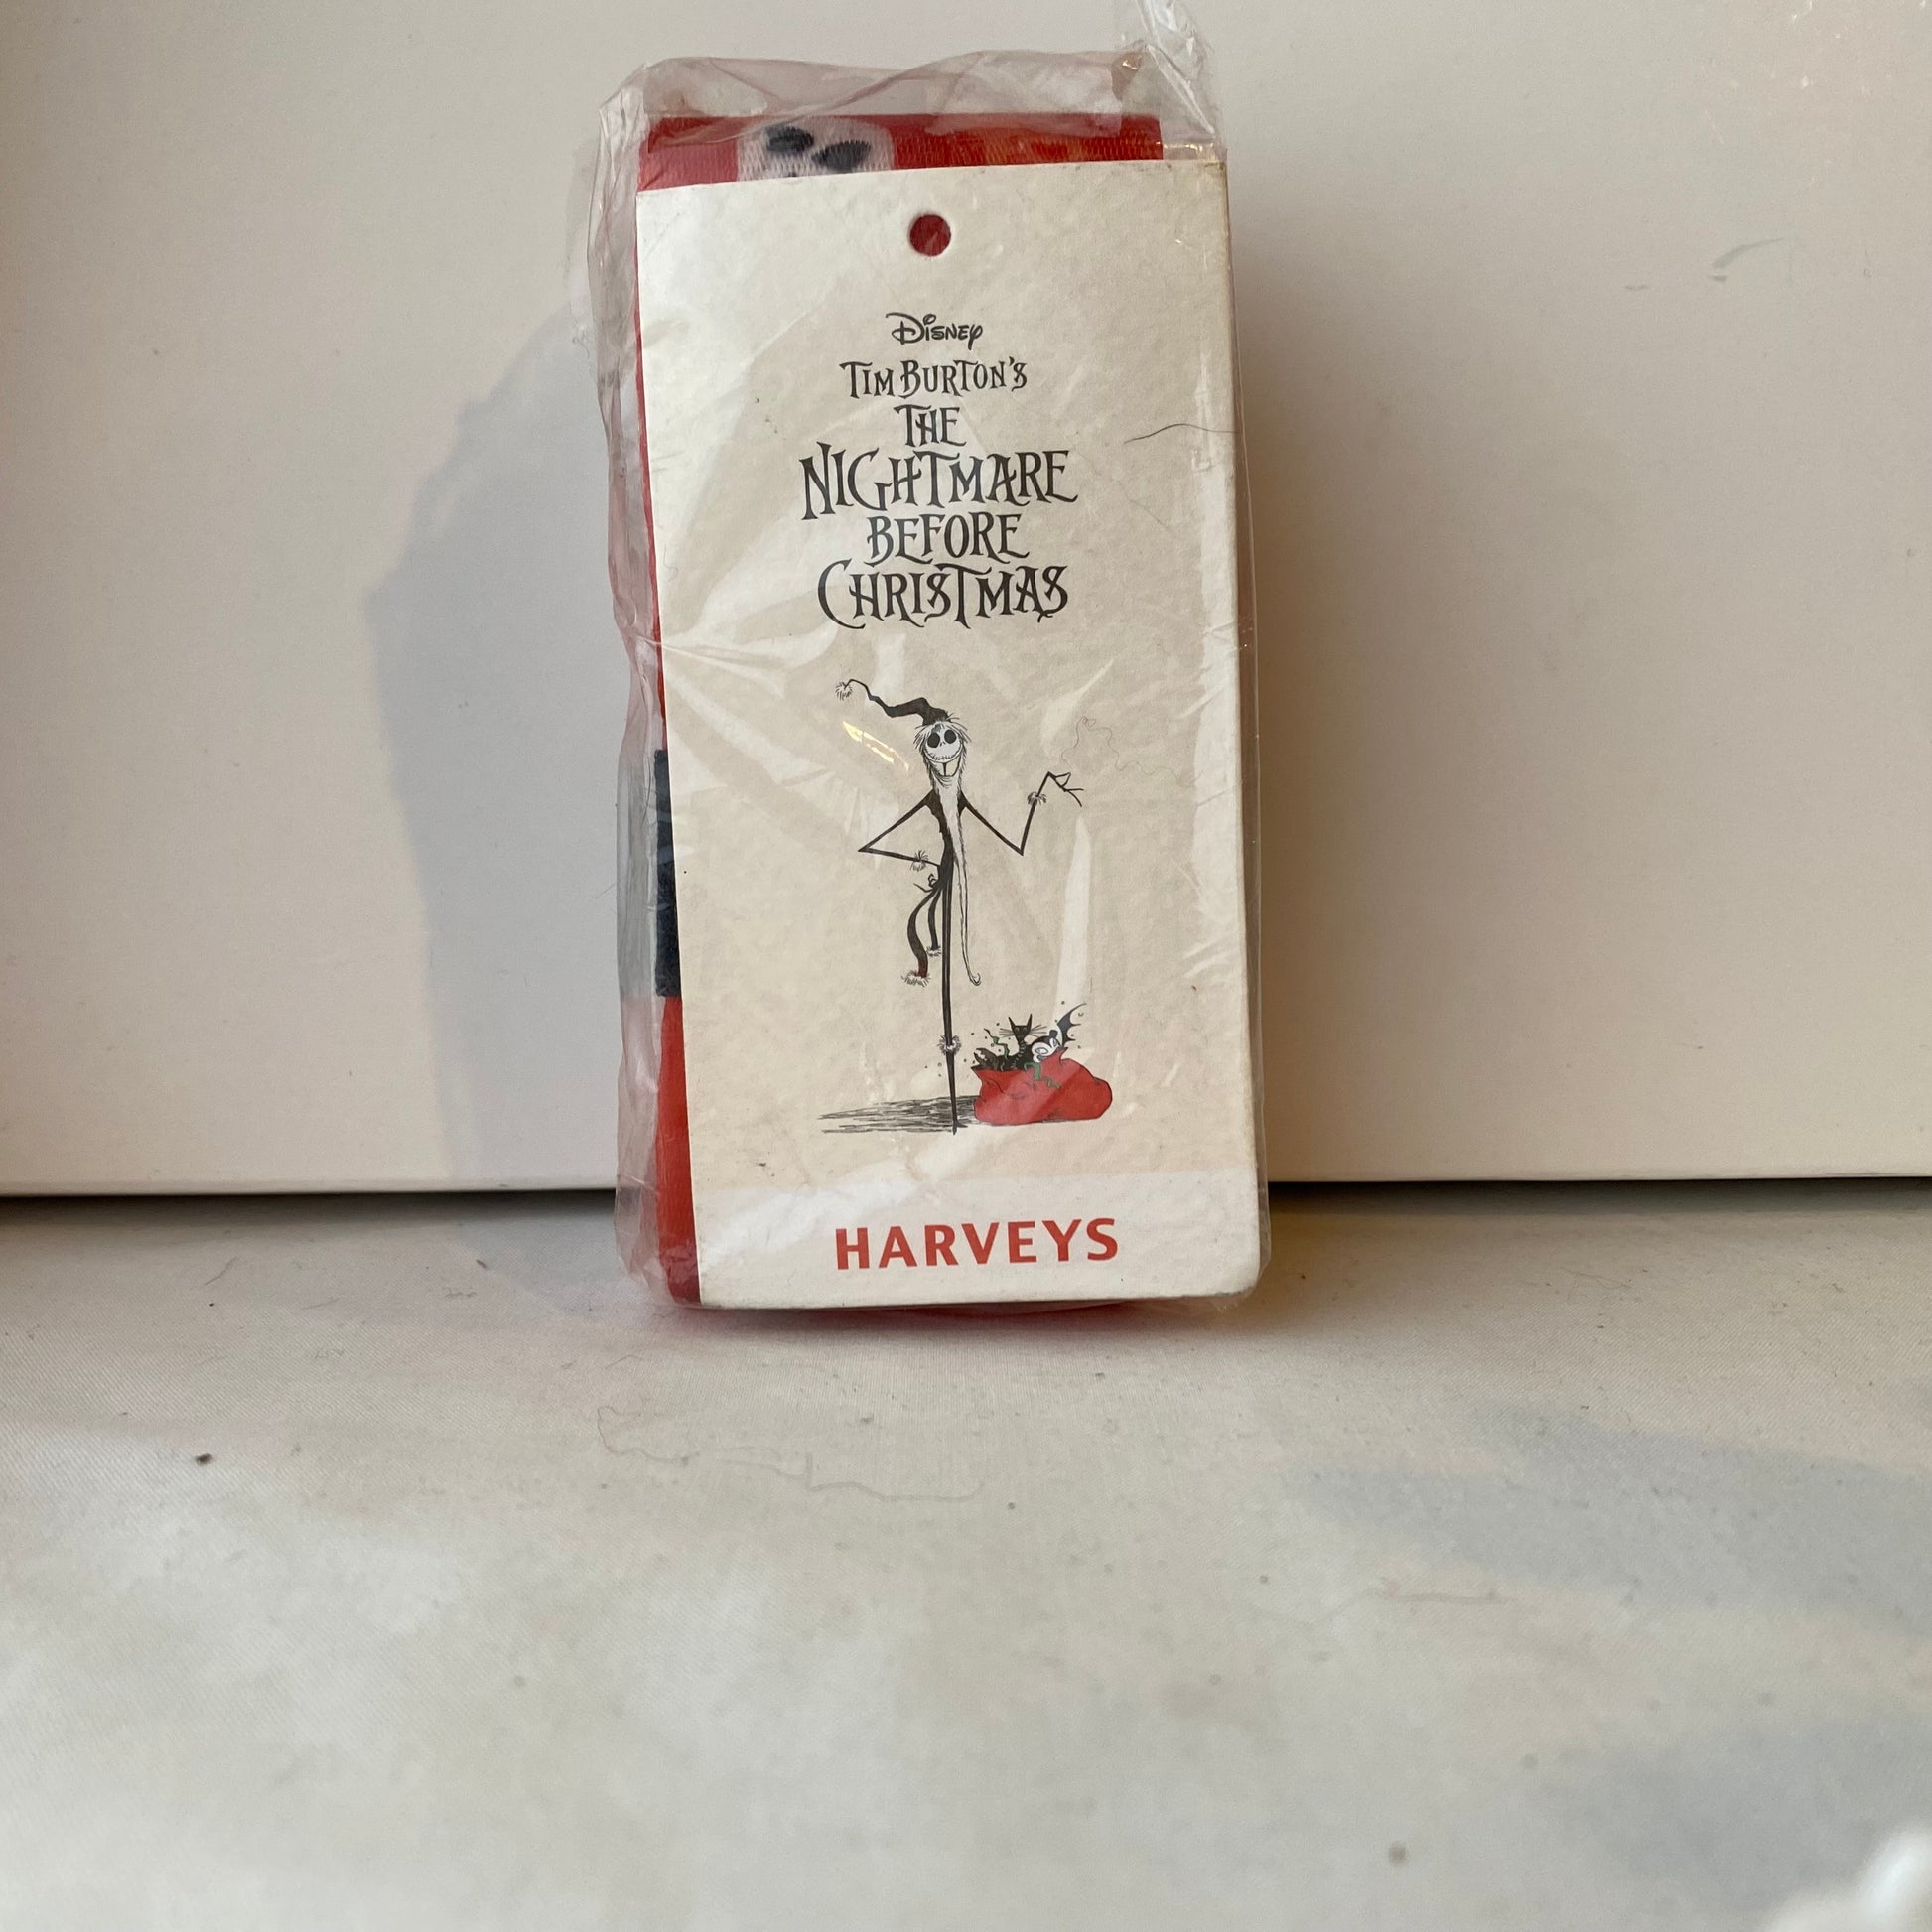 Disney
TIM BURTON'S
THE
NIGHTMARE
BEFORE
CHRISTMAS
HARVEYS